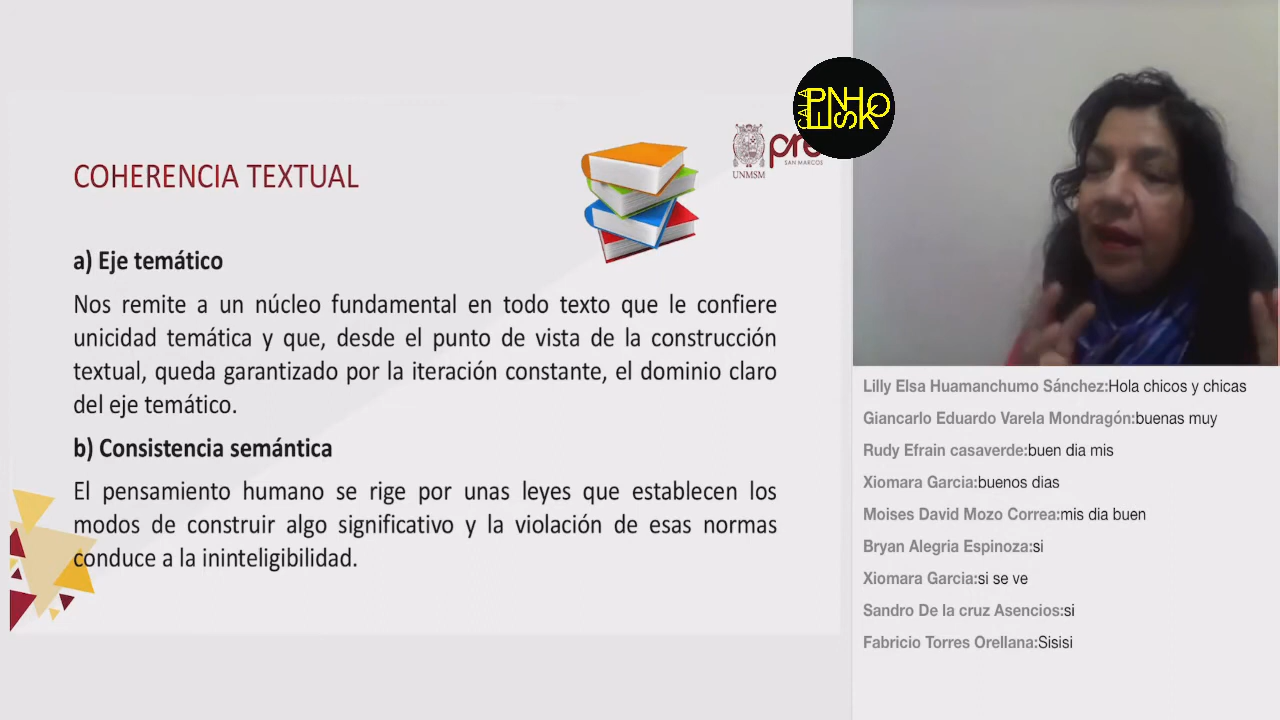 COHERENCIA TEXTUAL
UNMSM
SAN MARCOS
a) Eje temático
Nos remite a un núcleo fundamental en todo texto que le confiere
unicidad temática y que, desde el punto de vista de la construcción
textual, queda garantizado por la iteración constante, el dominio claro
del eje temático.
b) Consistencia semántica
El pensamiento humano se rige por unas leyes que establecen los
modos de construir algo significativo y la violación de esas normas
conduce a la ininteligibilidad.
Lilly Elsa Huamanchumo Sánchez:Hola chicos y chicas
Giancarlo Eduardo Varela Mondragón:buenas muy
Rudy Efrain casaverde:buen dia mis
Xiomara Garcia:buenos dias
Moises David Mozo Correa:mis dia buen
Bryan Alegria Espinoza:si
Xiomara Garcia:si se ve
Sandro De la cruz Asencios:si
Fabricio Torres Orellana:Sisisi